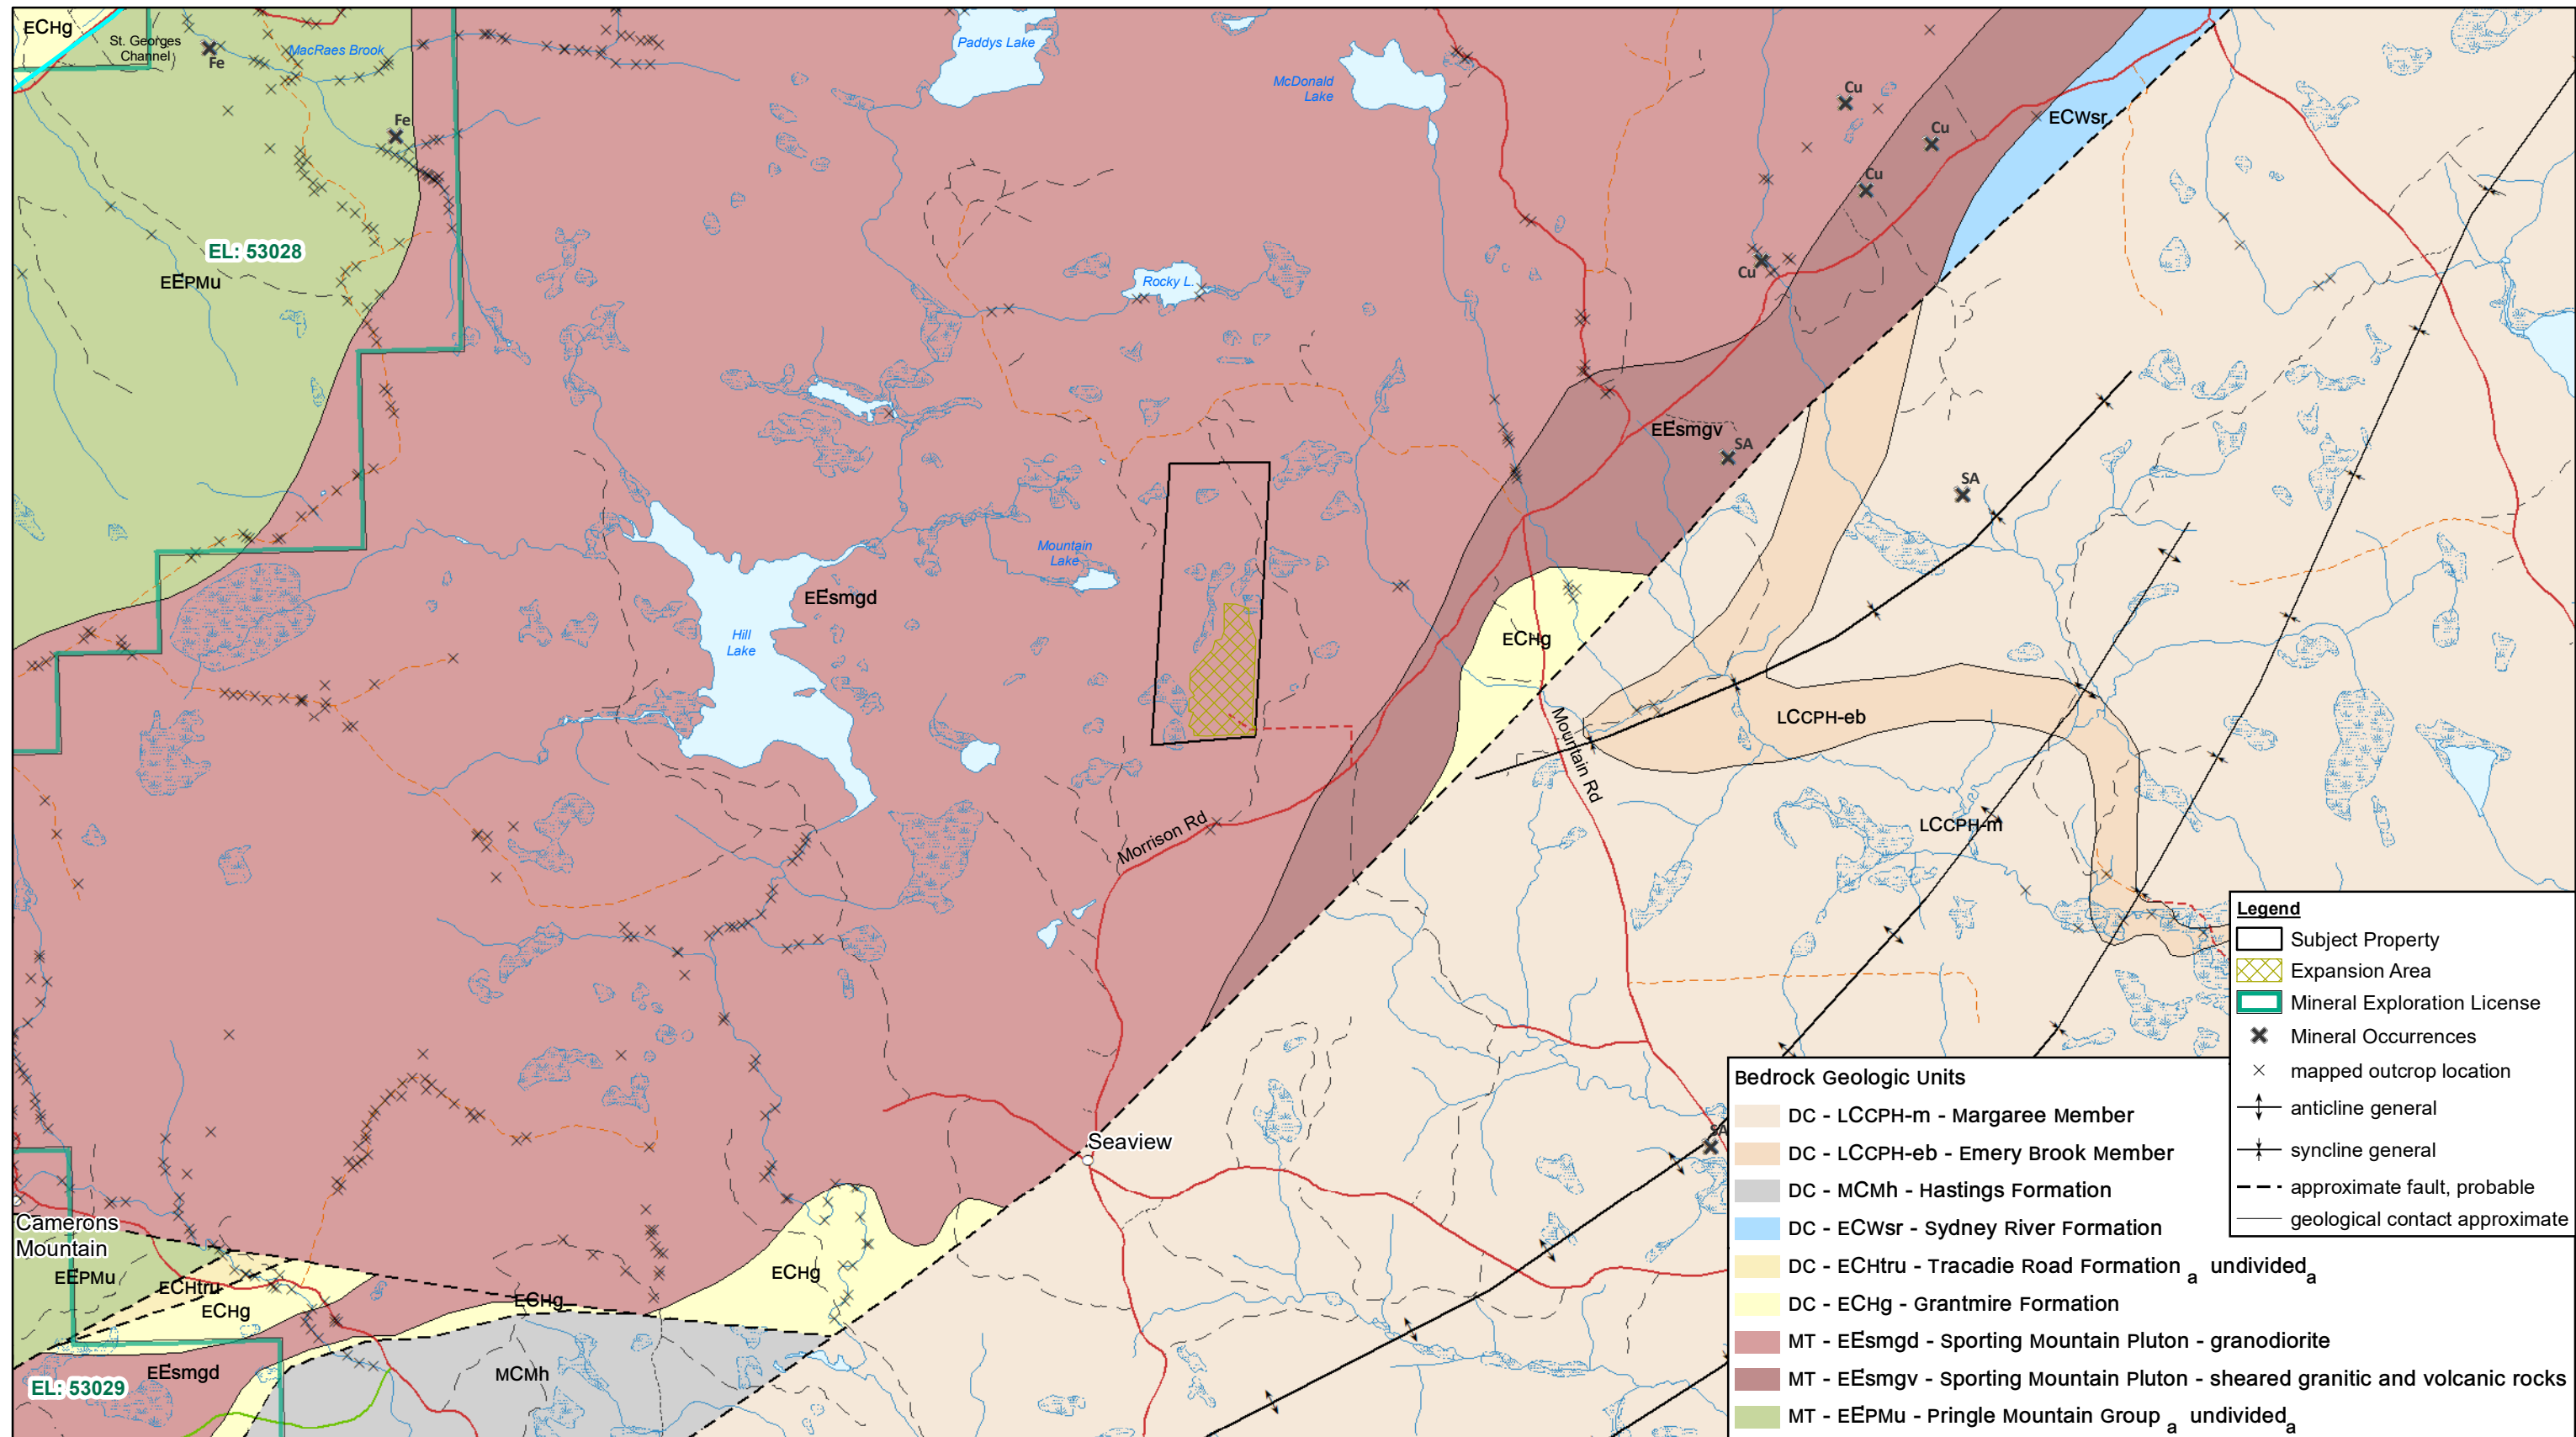 ECHg
St. Georges
Channel
Fe
MacRaes Brook
Paddys Lake
McDonald
Lake
Cu
Cu
ECWsr
Fe
Cu
EL: 53028
EEPMu
Rocky L.
Cu
EEsmgv
SA
SA
Mountain
Lake
EEsmgd
Hill
Lake
ECHg
LCCPH-eb
Mountain Rd
Morrison Rd
LCCPH-m
Seaview
SA
Camerons
Mountain
EEPMu
ECHtru
ECHg
ECHg
ECHg
EEsmgd
MCMh
EL: 53029
Legend
Subject Property
Expansion Area
Mineral Exploration License
Mineral Occurrences
mapped outcrop location
anticline general
syncline general
approximate fault, probable
geological contact approximate
Bedrock Geologic Units
DC - LCCPH-m - Margaree Member
DC - LCCPH-eb - Emery Brook Member
DC - MCMh - Hastings Formation
DC - ECWsr - Sydney River Formation
DC - ECHtru - Tracadie Road Formation a undivided a
DC - ECHg - Grantmire Formation
MT - EEsmgd - Sporting Mountain Pluton - granodiorite
MT - EEsmgv - Sporting Mountain Pluton - sheared granitic and volcanic rocks
MT - EEPMu - Pringle Mountain Group a undivided a